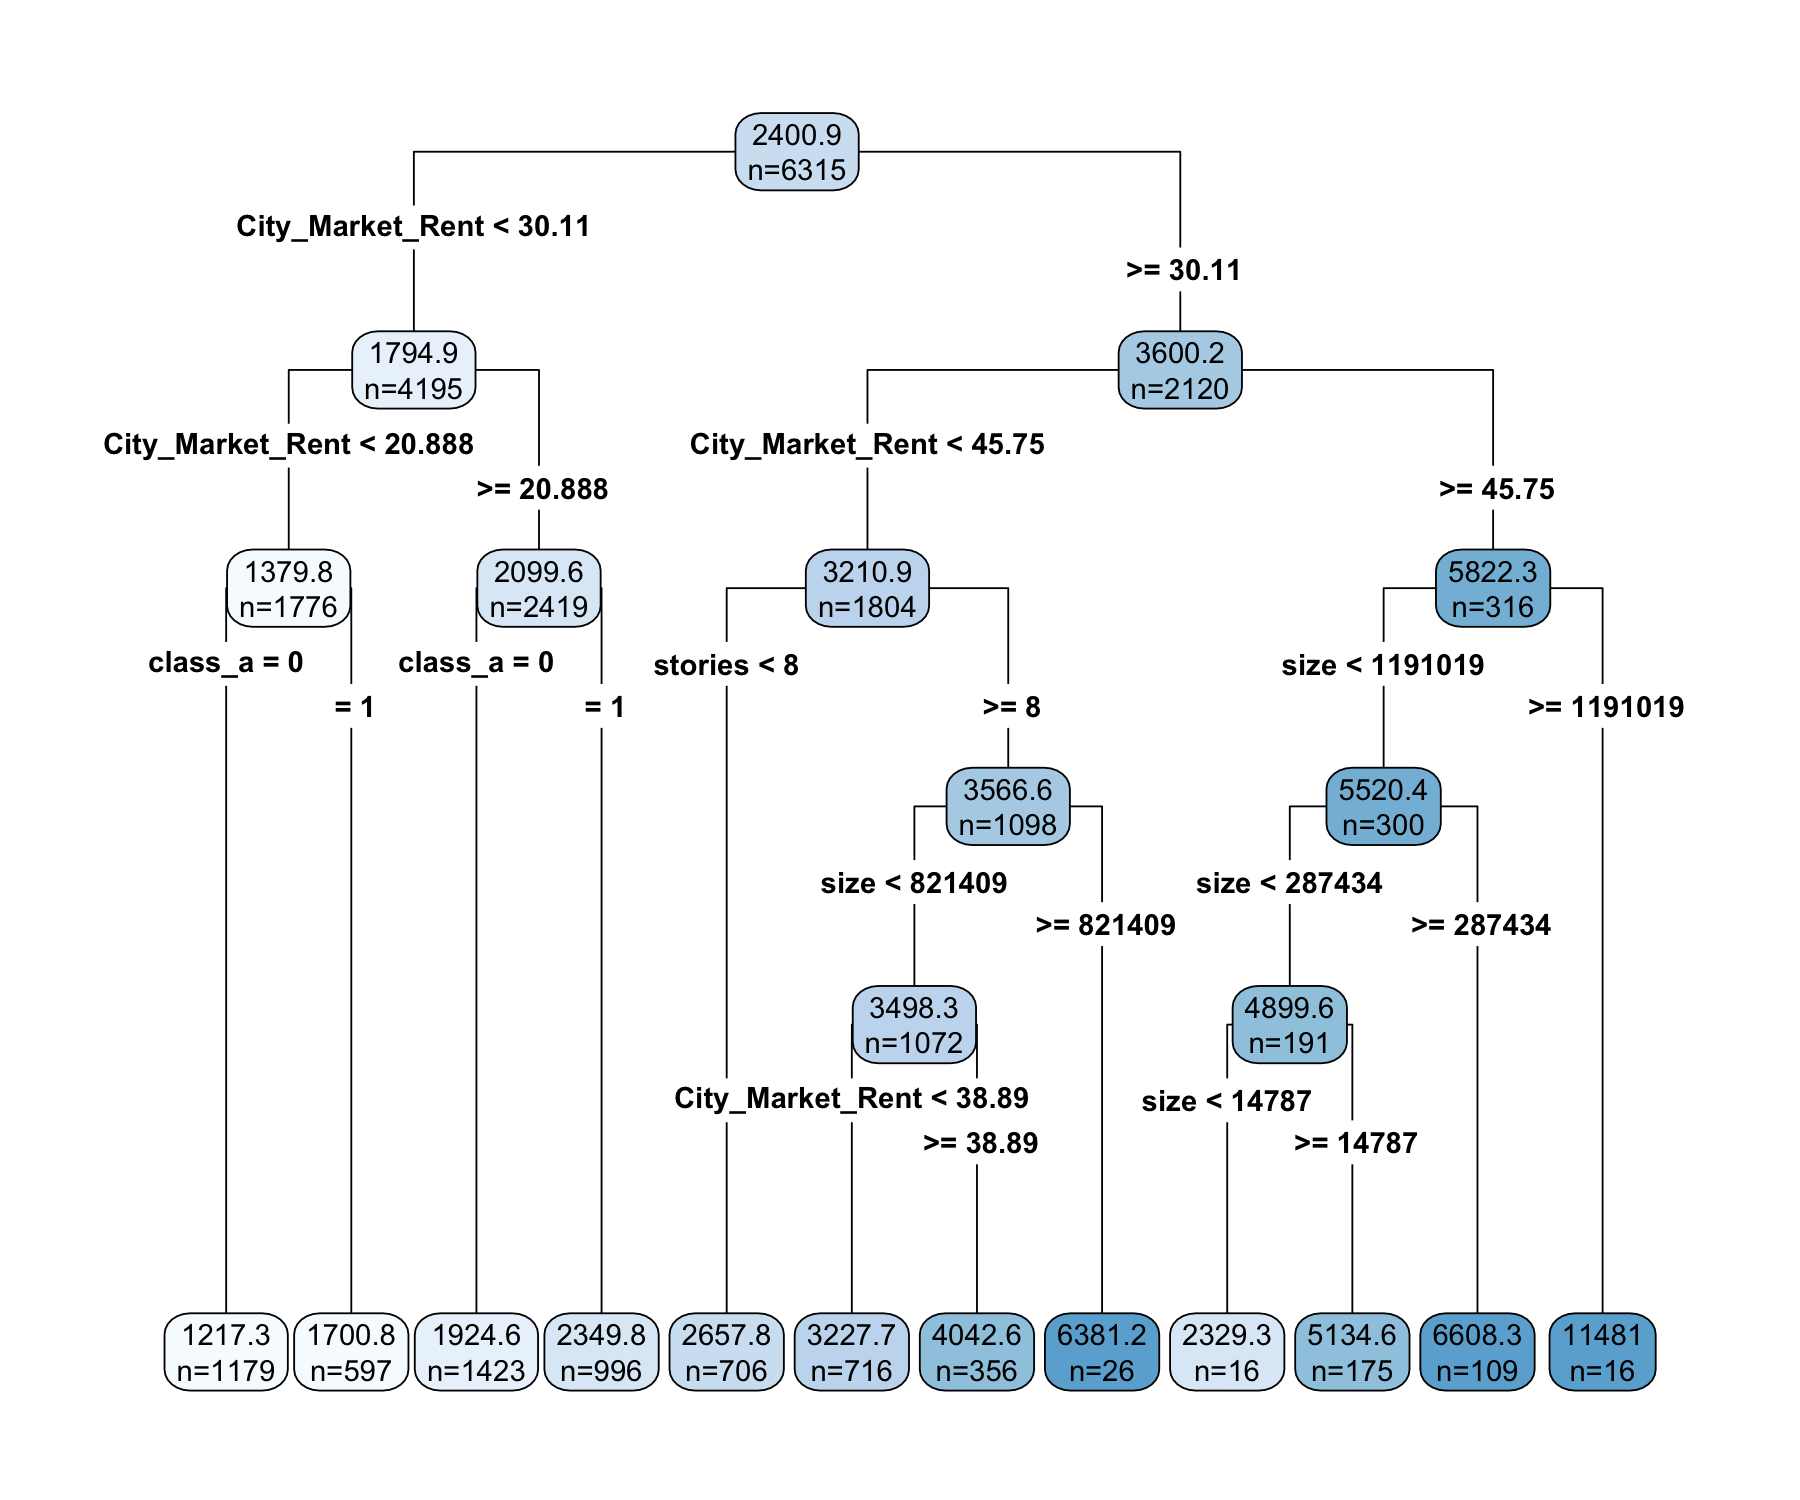 2400.9
n=6315
City_Market_Rent < 30.11
>= 30.11
1794.9
n=4195
3600.2
n=2120
City_Market_Rent < 20.888
>= 20.888
City_Market_Rent < 45.75
>= 45.75
1379.8
n=1776
2099.6
n=2419
3210.9
n=1804
5822.3
n=316
class_a = 0
= 1
class_a = 0
= 1
stories < 8
>= 8
size < 1191019
>= 1191019
3566.6
n=1098
5520.4
n=300
size < 821409
>= 821409
size < 287434
>= 287434
3498.3
n=1072
4899.6
n=191
City_Market_Rent < 38.89
>= 38.89
size < 14787
>= 14787
1217.3
n=1179
1700.8
n=597
1924.6
n=1423
2349.8
n=996
2657.8
n=706
3227.7
n=716
4042.6
n=356
6381.2
n=26
2329.3
n=16
5134.6
n=175
6608.3
n=109
11481
n=16